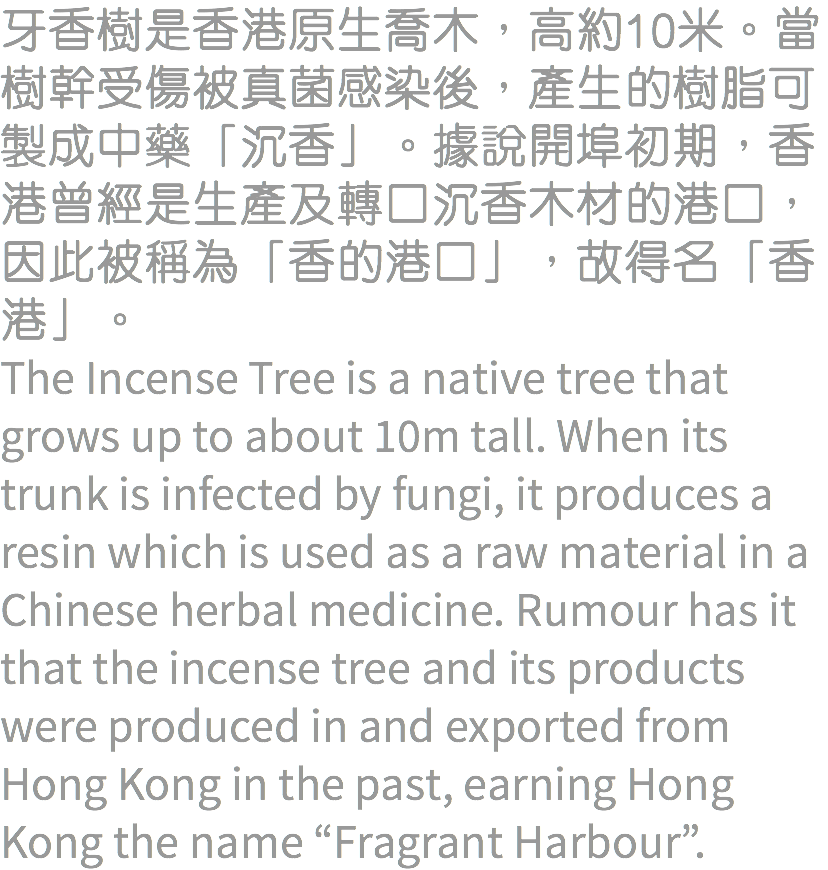 牙香樹是香港原生喬木，高約10米。當
樹幹受傷被真菌感染後，產生的樹脂可
製成中藥「沉香」。據說開埠初期，香
港曾經是生產及轉口沉香木材的港口，
因此被稱為「香的港口」，故得名「香
港」。
The Incense Tree is a native tree that
grows up to about 10m tall. When its
trunk is infected by fungi, it produces a
resin which is used as a raw material in a
Chinese herbal medicine. Rumour has it
that the incense tree and its products
were produced in and exported from
Hong Kong in the past, earning Hong
Kong the name “Fragrant Harbour”.